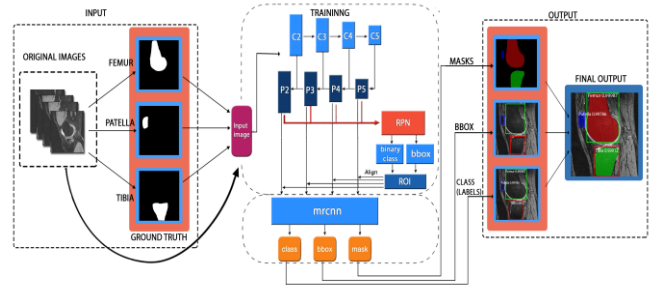 INPUT
TRAININNG
OUTPUT
ORIGINAL IMAGES
FEMUR
PATELLA
TIBIA
GROUND TRUTH
Input
image
C2
C3
C4
C5
P2
P3
P4
P5
RPN
binary
class
bbox
Align
ROI
mrcnn
class
bbox
mask
MASKS
BBOX
CLASS
(LABELS)
FINAL OUTPUT